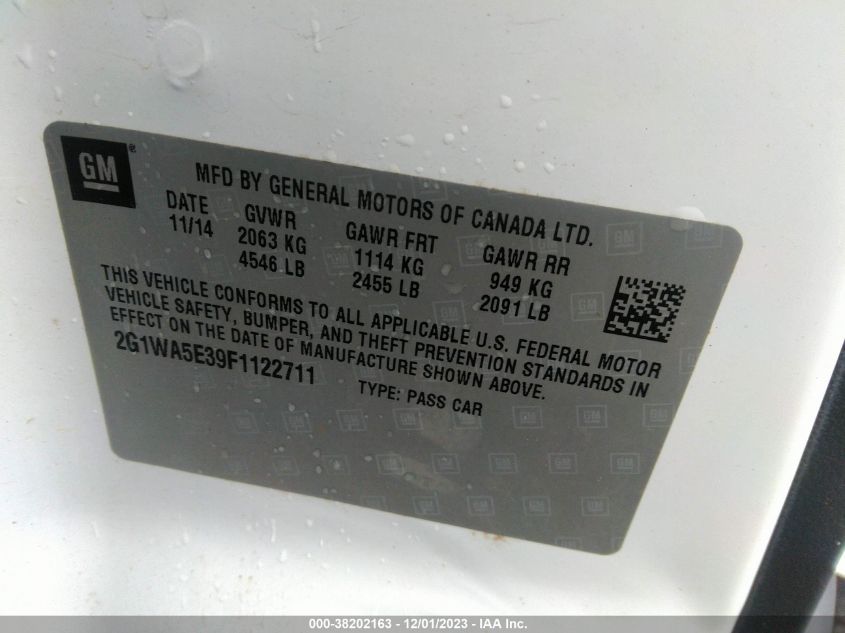 GM
MFD BY GENERAL MOTORS OF CANADA LTD.
DATE GVWR GAWR FRT GAWR RR
11/14 2063 KG 1114 KG 949 KG
4546 LB 2455 LB 2091 LB
THIS VEHICLE CONFORMS TO ALL APPLICABLE U.S. FEDERAL MOTOR
VEHICLE SAFETY, BUMPER, AND THEFT PREVENTION STANDARDS IN
EFFECT ON THE DATE OF MANUFACTURE SHOWN ABOVE.
2G1WA5E39F1122711 TYPE: PASS CAR
000-38202163 - 12/01/2023 - IAA Inc.